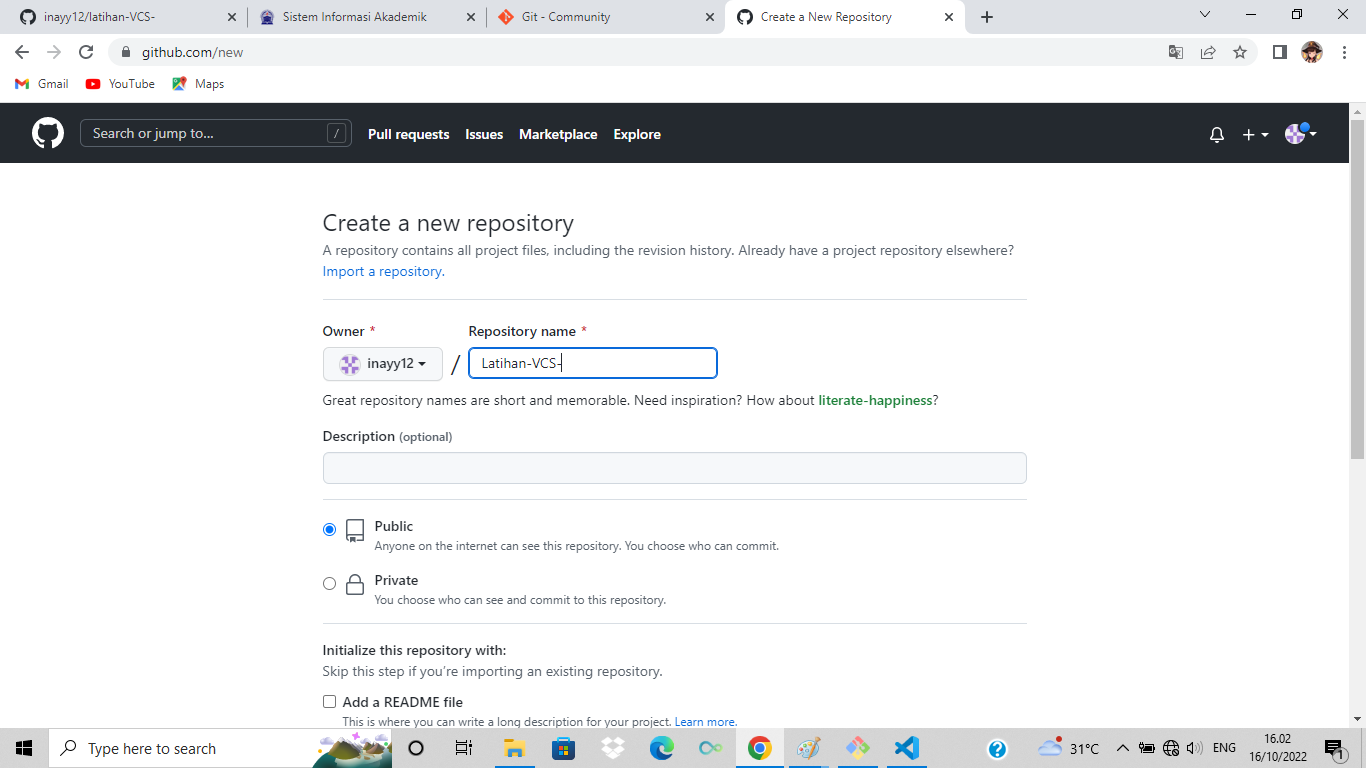 inayy12/latihan-VCS-
Sistem Informasi Akademik
Git - Community
Create a New Repository
github.com/new
Gmail
YouTube
Maps
Search or jump to...
/
Pull requests
Issues
Marketplace
Explore
Create a new repository
A repository contains all project files, including the revision history. Already have a project repository elsewhere?
Import a repository.
Owner *
Repository name *
inayy12
/
Latihan-VCS-
Great repository names are short and memorable. Need inspiration? How about literate-happiness?
Description (optional)
Public
Anyone on the internet can see this repository. You choose who can commit.
Private
You choose who can see and commit to this repository.
Initialize this repository with:
Skip this step if you're importing an existing repository.
Add a README file
This is where you can write a long description for your project. Learn more.
Type here to search
31°C
ENG
16.02
16/10/2022
1